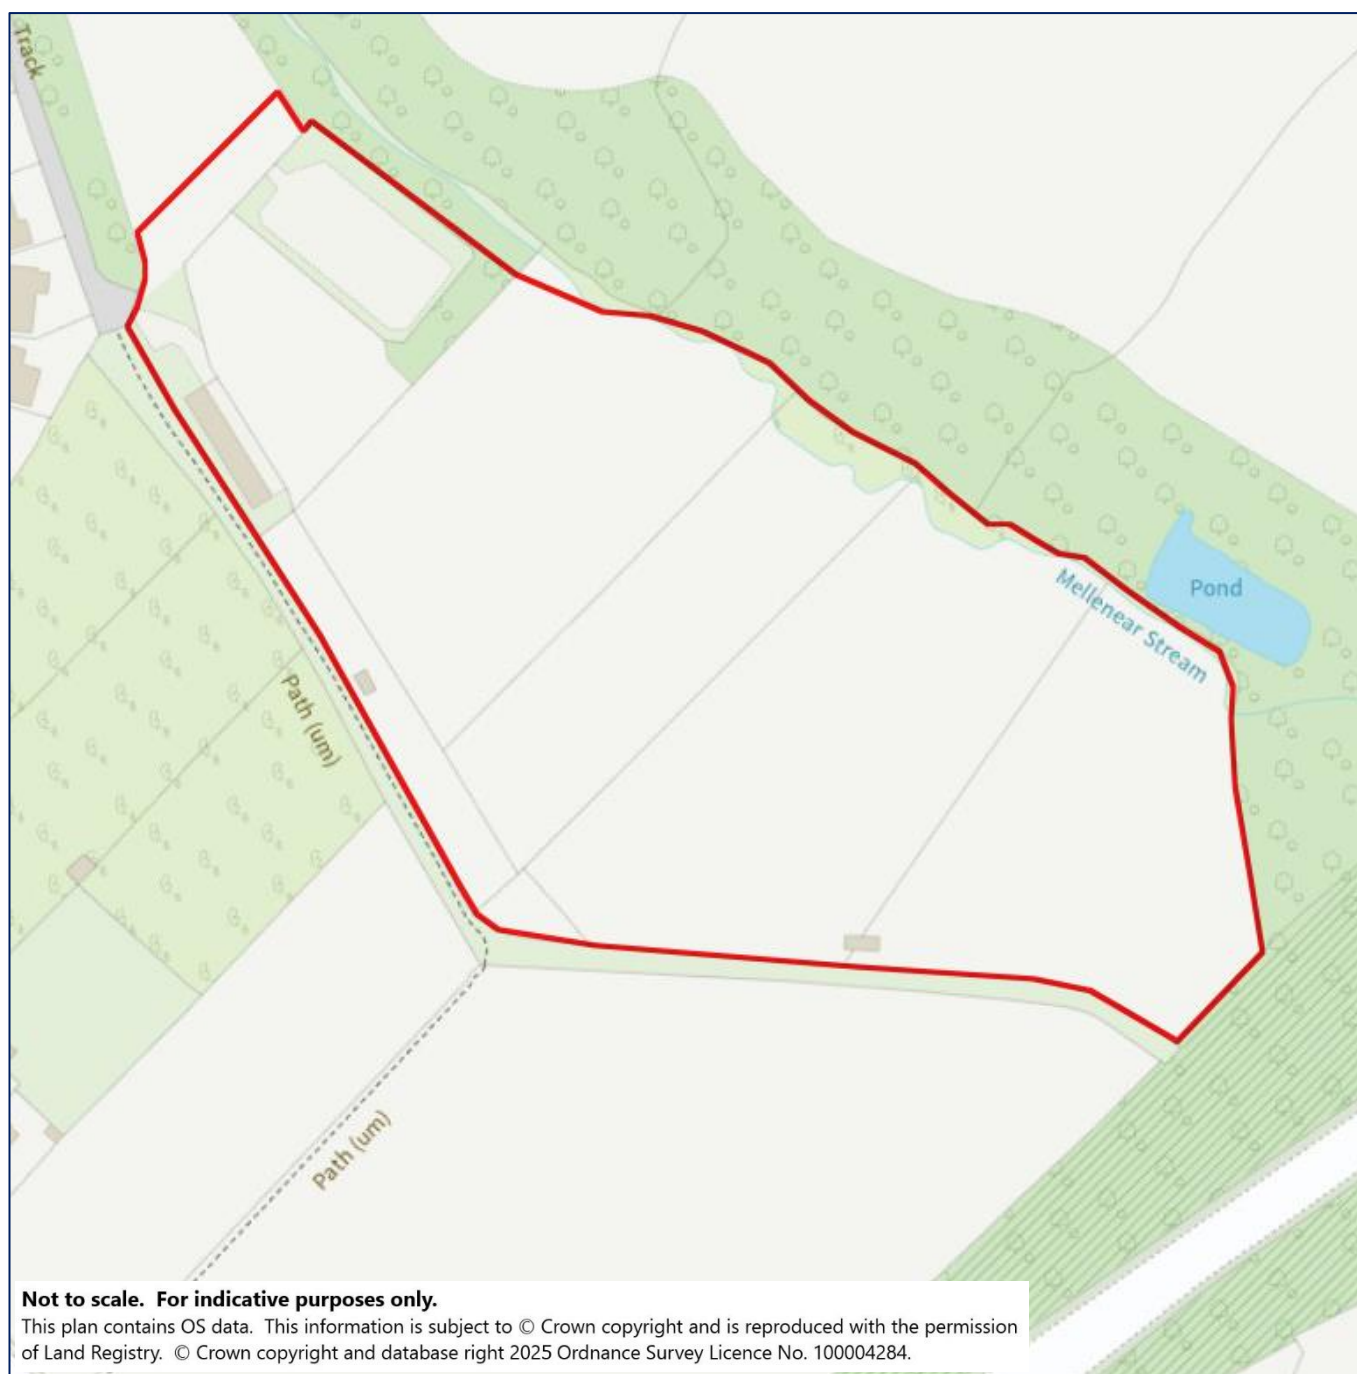 Track
Pond
Mellenear Stream
Path (um)
Path (um)
Not to scale.  For indicative purposes only.
This plan contains OS data.  This information is subject to © Crown copyright and is reproduced with the permission
of Land Registry.  © Crown copyright and database right 2025 Ordnance Survey Licence No. 100004284.